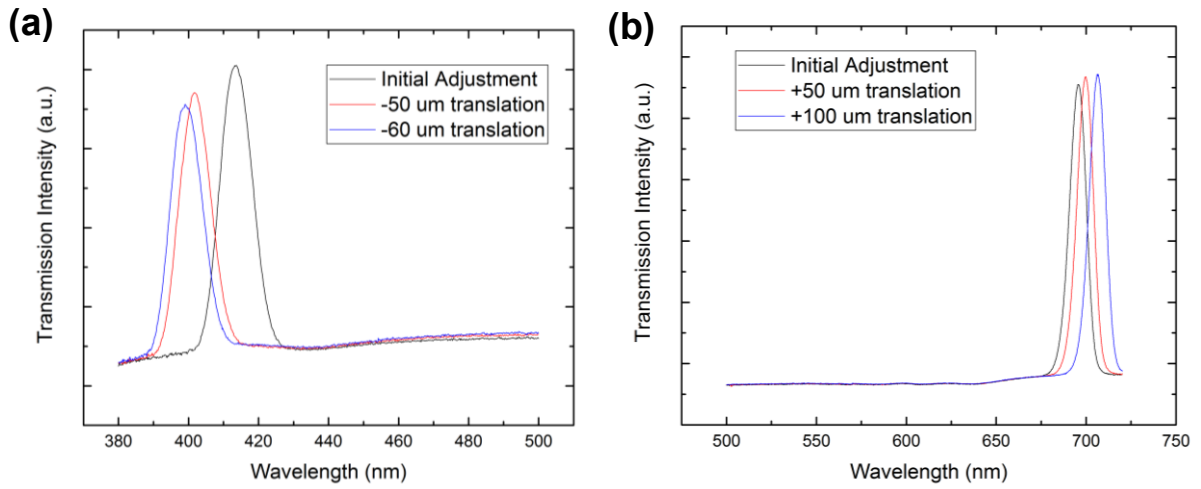 (a)
Transmission Intensity (a.u.)
Initial Adjustment
-50 um translation
-60 um translation
380 400 420 440 460 480 500
Wavelength (nm)
(b)
Transmission Intensity (a.u.)
Initial Adjustment
+50 um translation
+100 um translation
500 550 600 650 700 750
Wavelength (nm)